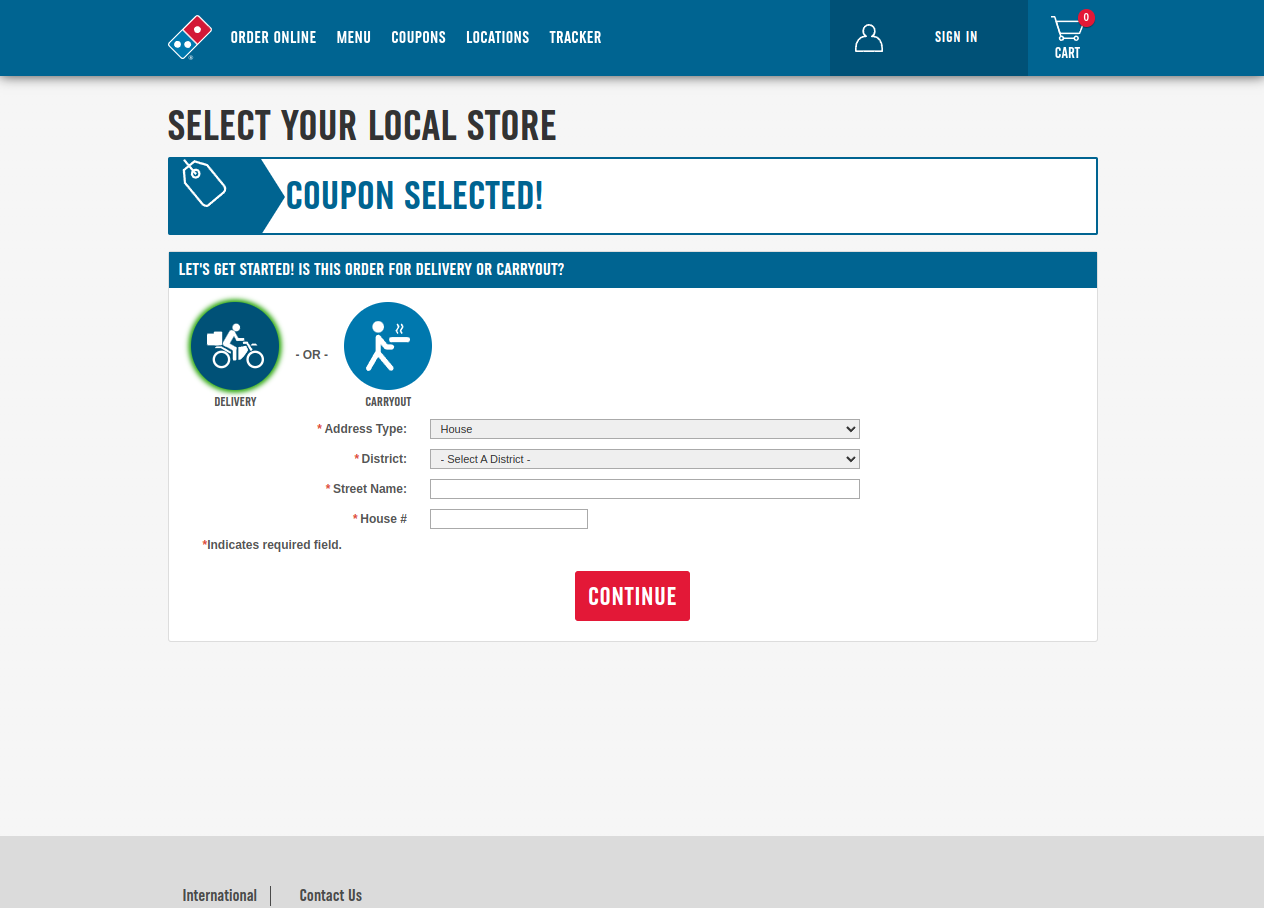 ORDER ONLINE MENU COUPONS LOCATIONS TRACKER SIGN IN 0
CART
SELECT YOUR LOCAL STORE
COUPON SELECTED!
LET'S GET STARTED! IS THIS ORDER FOR DELIVERY OR CARRYOUT?
- OR -
DELIVERY CARRYOUT
* Address Type: House
* District: - Select A District -
* Street Name:
* House #
*Indicates required field.
CONTINUE
International Contact Us